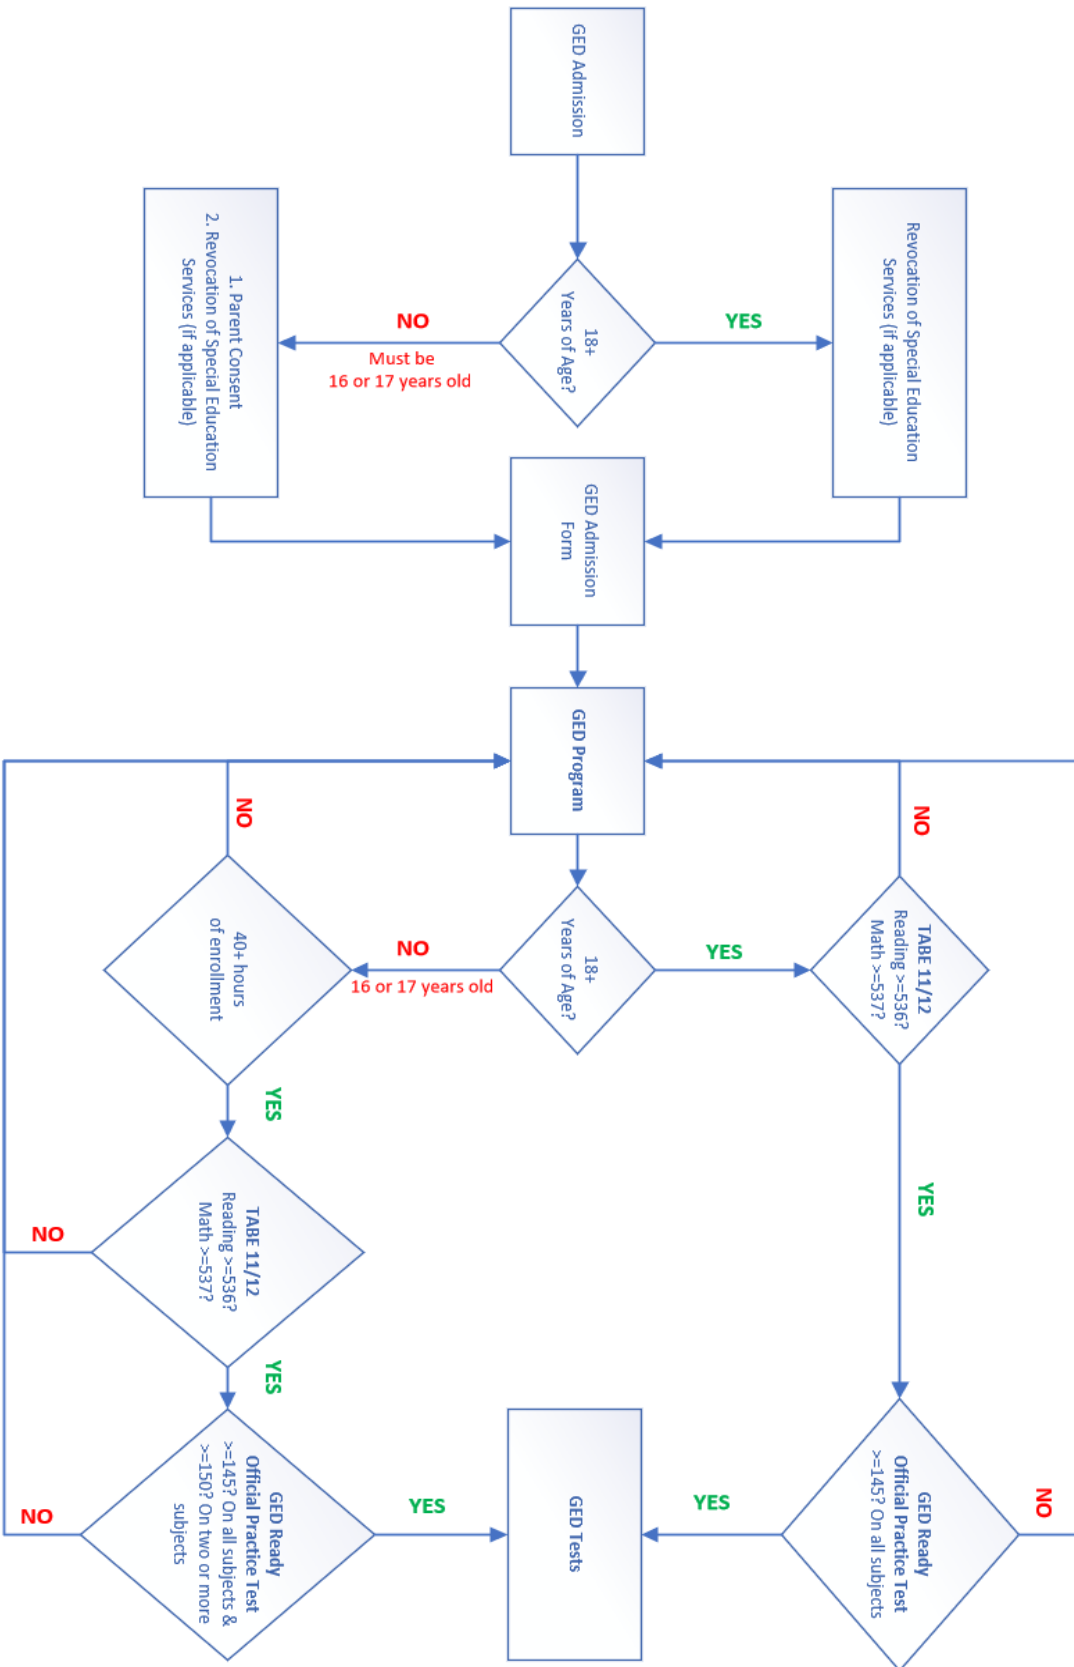 GED Admission
Revocation of Special Education
Services (if applicable)
18+
Years of Age?
YES
NO
Must be
16 or 17 years old
1. Parent Consent
2. Revocation of Special Education
Services (if applicable)
GED Admission
Form
GED Program
18+
Years of Age?
YES
NO
16 or 17 years old
TABE 11/12
Reading >=536?
Math >=537?
NO
YES
40+ hours
of enrollment
NO
YES
TABE 11/12
Reading >=536?
Math >=537?
NO
YES
GED Ready
Official Practice Test
>=145? On all subjects
NO
YES
GED Ready
Official Practice Test
>=145? On all subjects &
>=150? On two or more
subjects
NO
YES
GED Tests